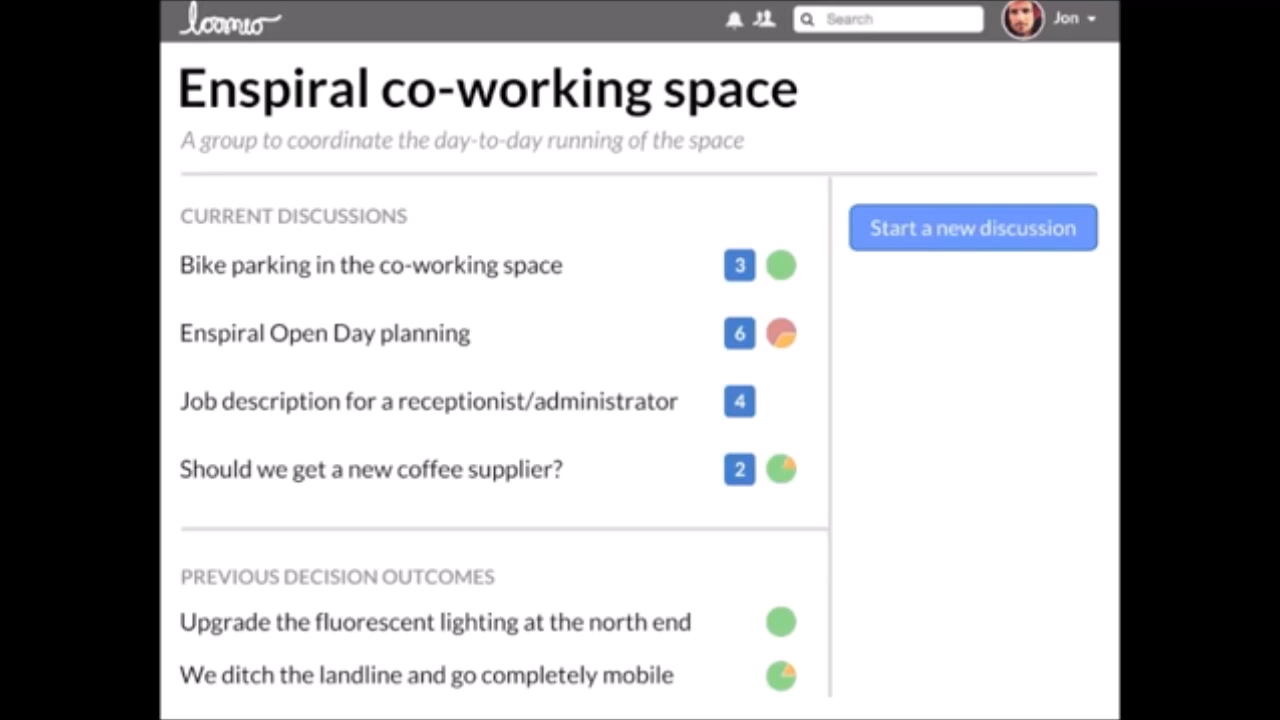 loomio
Search
Jon
Enspiral co-working space
A group to coordinate the day-to-day running of the space
CURRENT DISCUSSIONS
Start a new discussion
Bike parking in the co-working space 3
Enspiral Open Day planning 6
Job description for a receptionist/administrator 4
Should we get a new coffee supplier? 2
PREVIOUS DECISION OUTCOMES
Upgrade the fluorescent lighting at the north end
We ditch the landline and go completely mobile